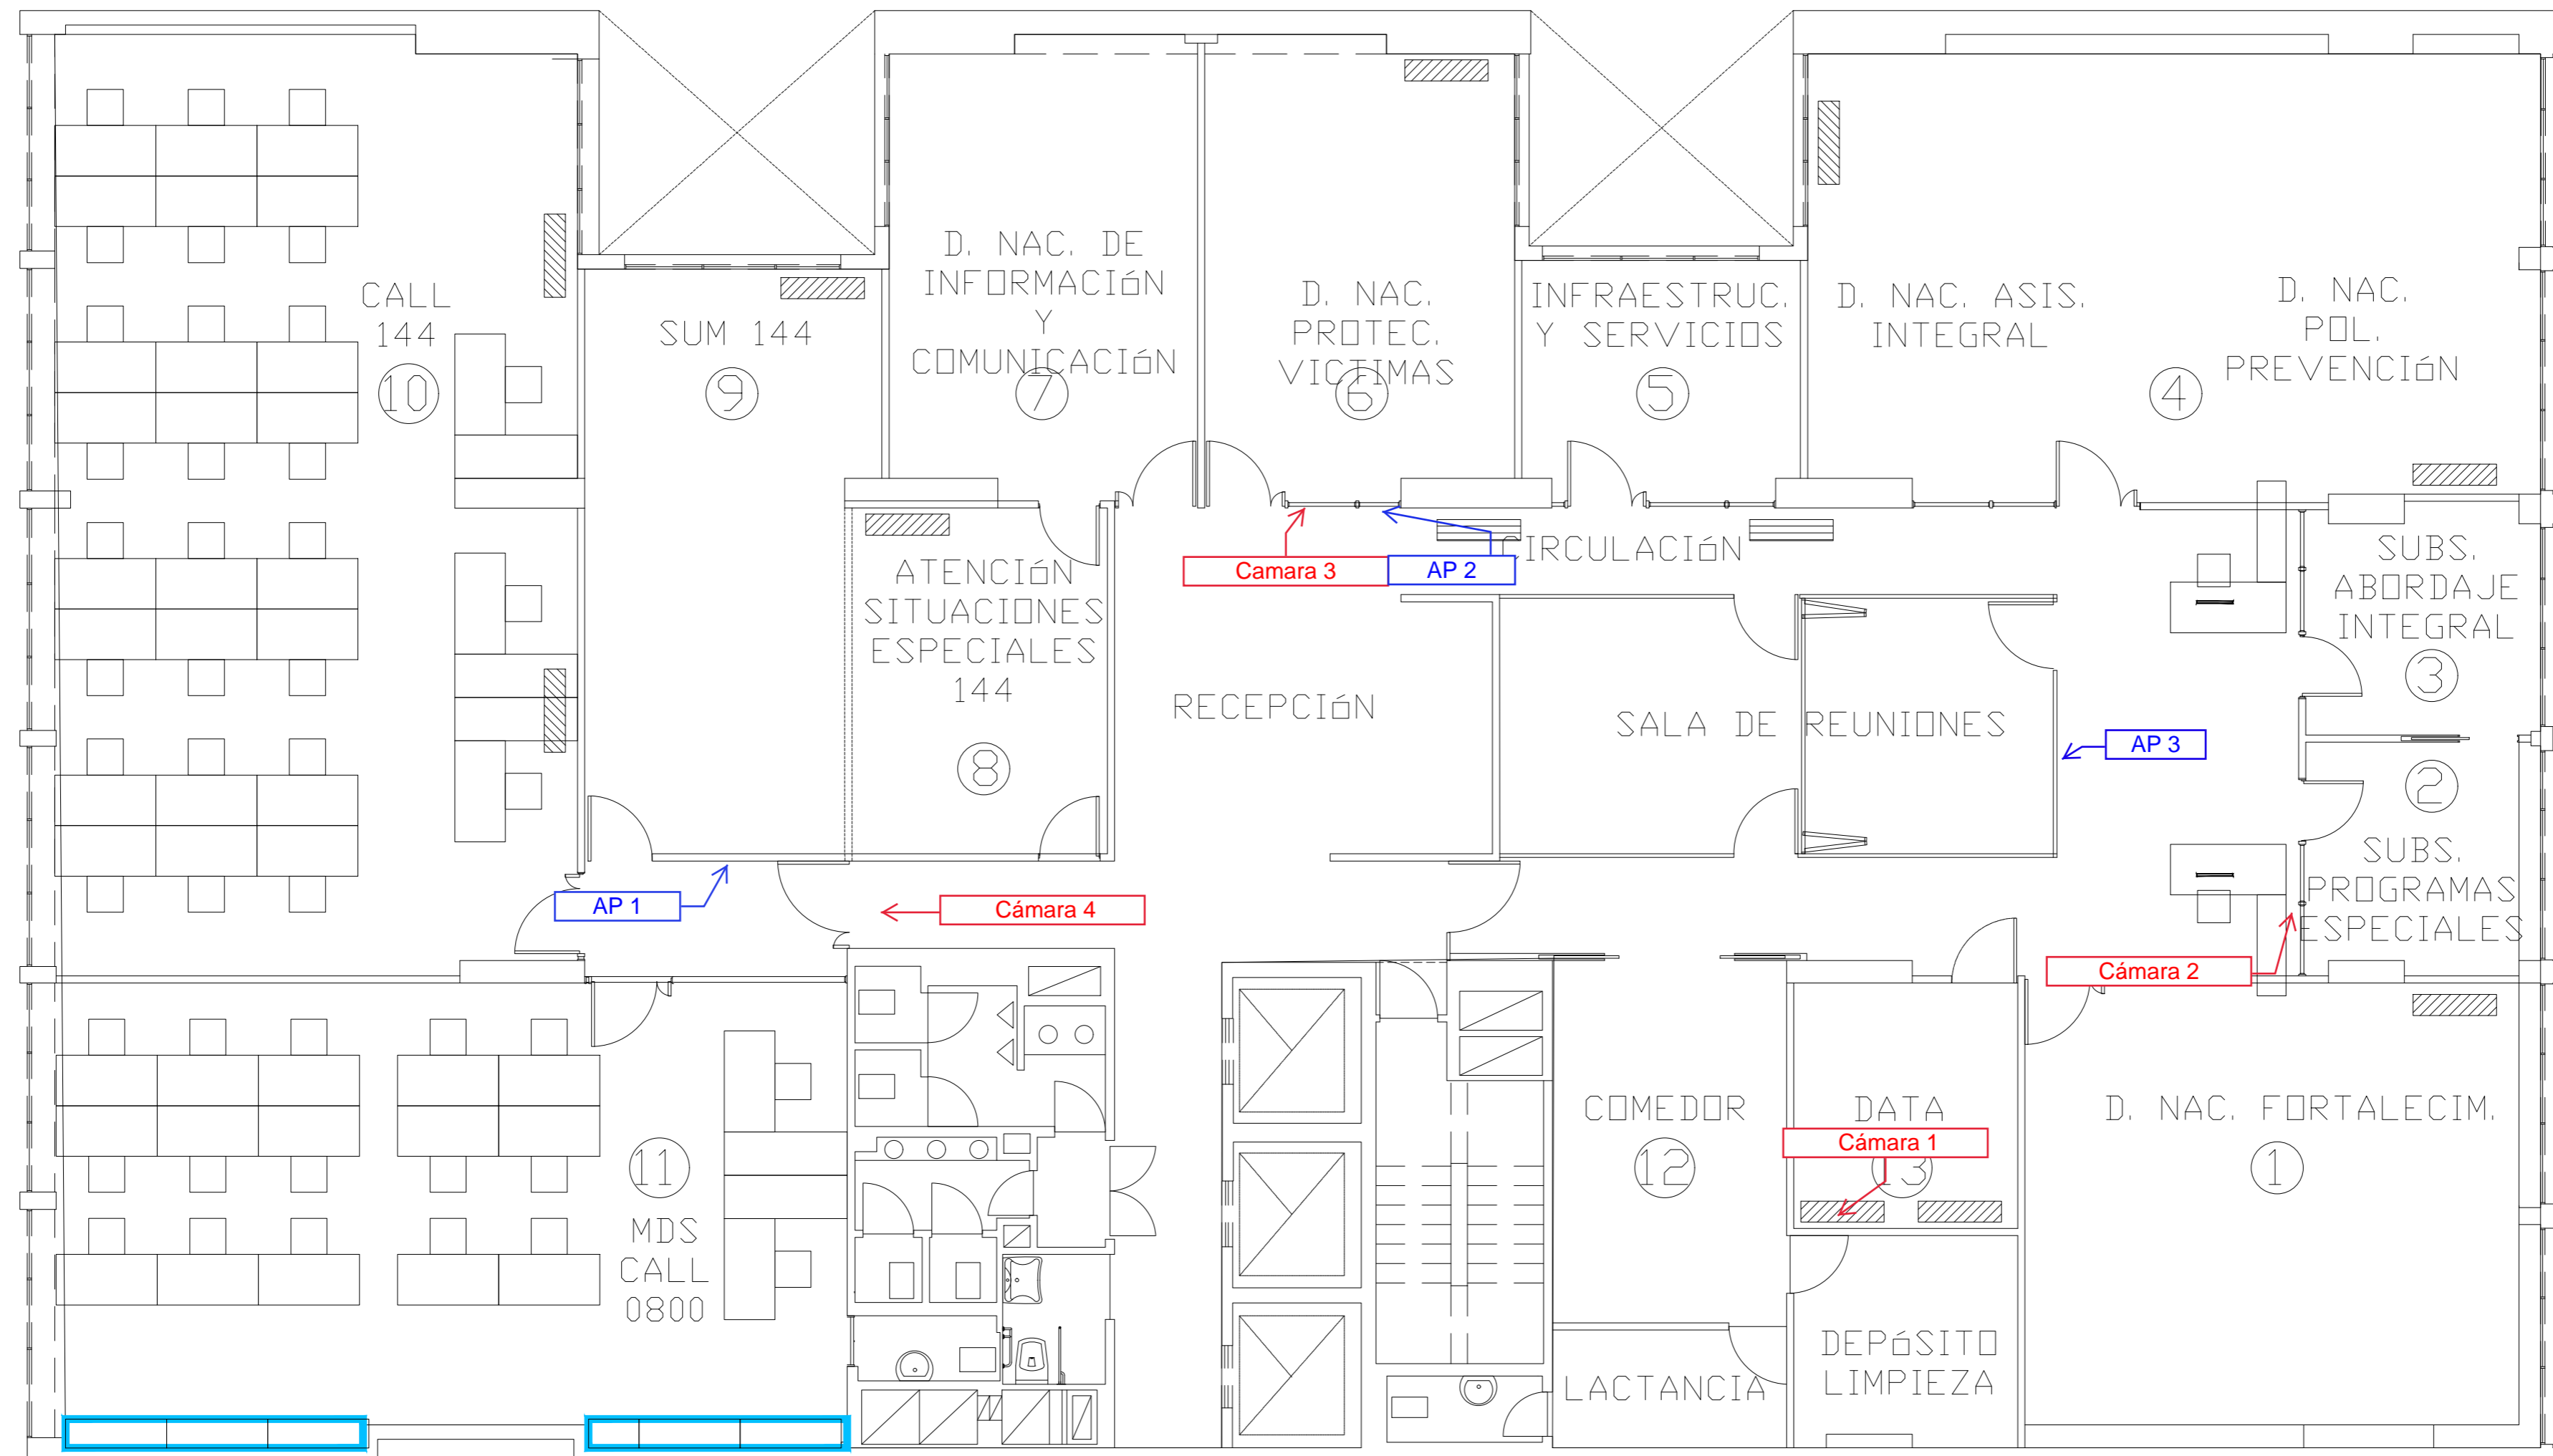 CALL
144
10
SUM 144
9
D. NAC. DE
INFORMACIóN
Y
COMUNICACIóN
7
D. NAC.
PROTEC.
VICTIMAS
6
INFRAESTRUC.
Y SERVICIOS
5
D. NAC. ASIS.
INTEGRAL
D. NAC.
POL.
PREVENCIóN
4
Camara 3
AP 2
CIRCULACIóN
ATENCIóN
SITUACIONES
ESPECIALES
144
8
RECEPCIóN
SALA DE REUNIONES
SUBS.
ABORDAJE
INTEGRAL
3
AP 3
2
SUBS.
PROGRAMAS
ESPECIALES
AP 1
Cámara 4
Cámara 2
11
MDS
CALL
0800
COMEDOR
12
DATA
Cámara 1
13
D. NAC. FORTALECIM.
1
LACTANCIA
DEPóSITO
LIMPIEZA